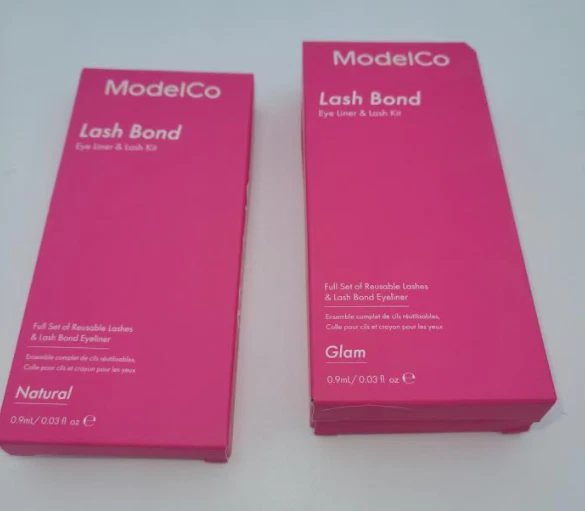 ModelCo
Lash Bond
Eye Liner & Lash Kit
Full Set of Reusable Lashes
& Lash Bond Eyeliner
Ensemble complet de cils réutilisables,
Colle pour cils et crayon pour les yeux
Natural
0.9mL/ 0.03 fl oz ℮
ModelCo
Lash Bond
Eye Liner & Lash Kit
Full Set of Reusable Lashes
& Lash Bond Eyeliner
Ensemble complet de cils réutilisables,
Colle pour cils et crayon pour les yeux
Glam
0.9mL/ 0.03 fl oz ℮